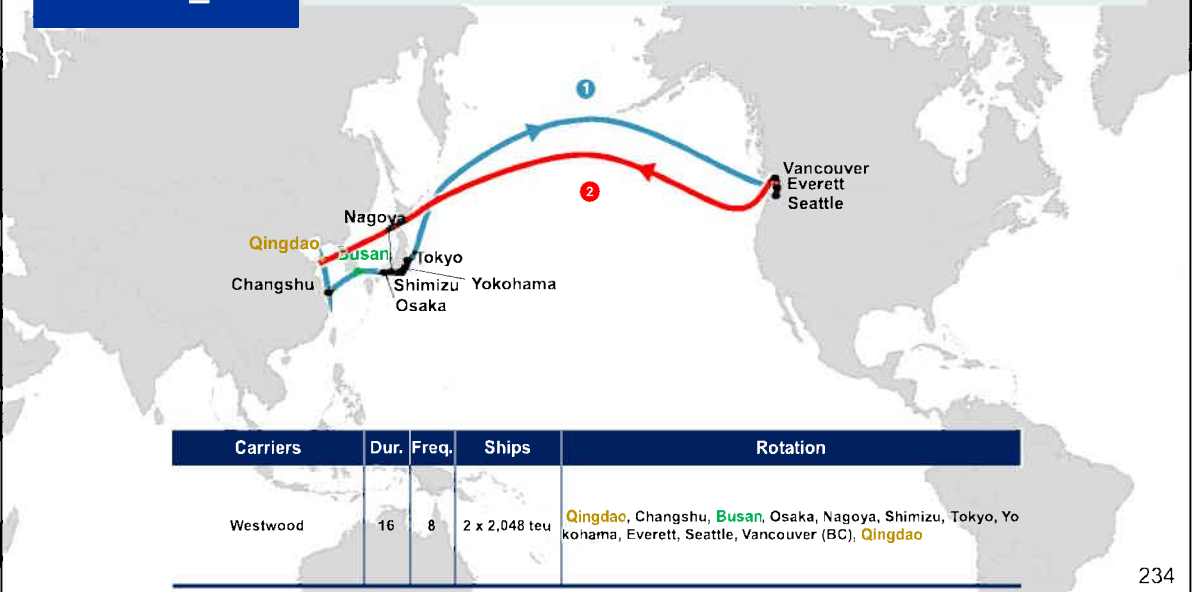 1
2
Vancouver
Everett
Seattle
Nagoya
Qingdao
Busan
Tokyo
Changshu
Shimizu
Yokohama
Osaka
Carriers Dur. Freq. Ships Rotation
Westwood 16 8 2 x 2,048 teu Qingdao, Changshu, Busan, Osaka, Nagoya, Shimizu, Tokyo, Yo
kohama, Everett, Seattle, Vancouver (BC), Qingdao
234